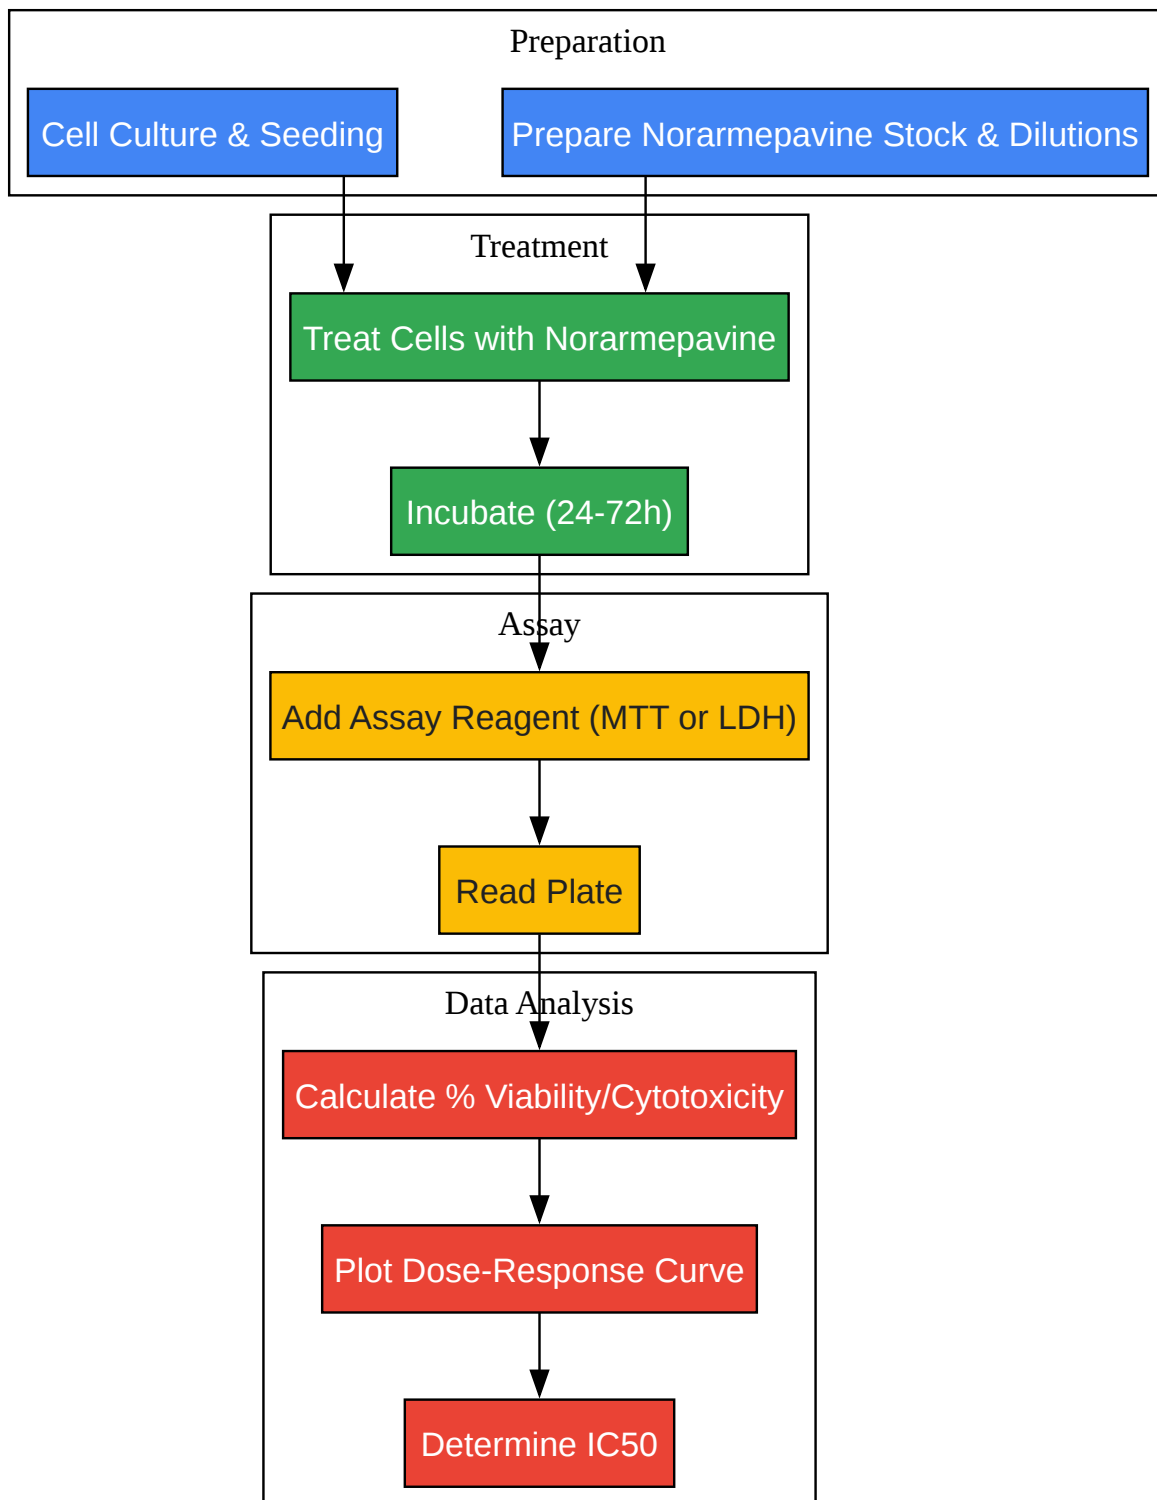 Preparation
Cell Culture & Seeding
Prepare Norarmepavine Stock & Dilutions
Treatment
Treat Cells with Norarmepavine
Incubate (24-72h)
Assay
Add Assay Reagent (MTT or LDH)
Read Plate
Data Analysis
Calculate % Viability/Cytotoxicity
Plot Dose-Response Curve
Determine IC50